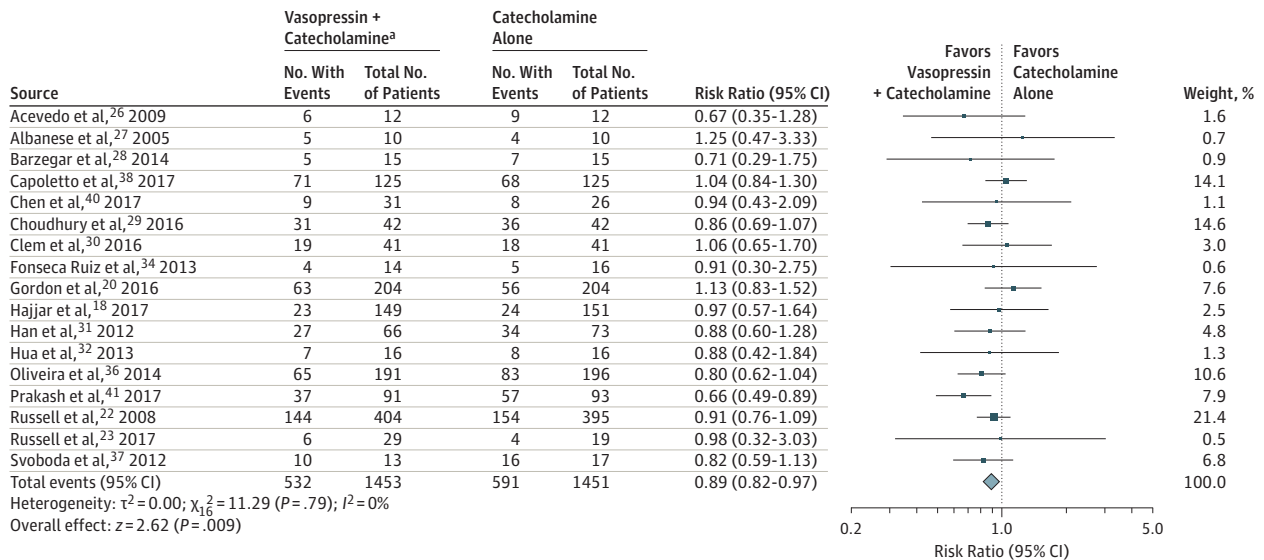 Vasopressin + Catecholamineᵃ Catecholamine Alone
Source No. With Events Total No. of Patients No. With Events Total No. of Patients Risk Ratio (95% CI) Favors Vasopressin + Catecholamine Favors Catecholamine Alone Weight, %
Acevedo et al,²⁶ 2009 6 12 9 12 0.67 (0.35-1.28) 1.6
Albanese et al,²⁷ 2005 5 10 4 10 1.25 (0.47-3.33) 0.7
Barzegar et al,²⁸ 2014 5 15 7 15 0.71 (0.29-1.75) 0.9
Capoletto et al,³⁸ 2017 71 125 68 125 1.04 (0.84-1.30) 14.1
Chen et al,⁴⁰ 2017 9 31 8 26 0.94 (0.43-2.09) 1.1
Choudhury et al,²⁹ 2016 31 42 36 42 0.86 (0.69-1.07) 14.6
Clem et al,³⁰ 2016 19 41 18 41 1.06 (0.65-1.70) 3.0
Fonseca Ruiz et al,³⁴ 2013 4 14 5 16 0.91 (0.30-2.75) 0.6
Gordon et al,²⁰ 2016 63 204 56 204 1.13 (0.83-1.52) 7.6
Hajjar et al,¹⁸ 2017 23 149 24 151 0.97 (0.57-1.64) 2.5
Han et al,³¹ 2012 27 66 34 73 0.88 (0.60-1.28) 4.8
Hua et al,³² 2013 7 16 8 16 0.88 (0.42-1.84) 1.3
Oliveira et al,³⁶ 2014 65 191 83 196 0.80 (0.62-1.04) 10.6
Prakash et al,⁴¹ 2017 37 91 57 93 0.66 (0.49-0.89) 7.9
Russell et al,²² 2008 144 404 154 395 0.91 (0.76-1.09) 21.4
Russell et al,²³ 2017 6 29 4 19 0.98 (0.32-3.03) 0.5
Svoboda et al,³⁷ 2012 10 13 16 17 0.82 (0.59-1.13) 6.8
Total events (95% CI) 532 1453 591 1451 0.89 (0.82-0.97) 100.0
Heterogeneity: τ² = 0.00; χ²₁₆ = 11.29 (P = .79); I² = 0%
Overall effect: z = 2.62 (P = .009)
0.2 1.0 5.0
Risk Ratio (95% CI)